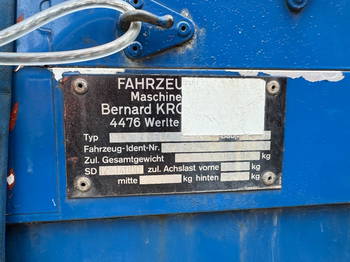 FAHRZEU
Maschine
Bernard KRO
4476 Werlte
Typ
Fahrzeug-Ident-Nr.
Zul. Gesamtgewicht kg
SD zul. Achslast vorne kg
mitte kg hinten kg